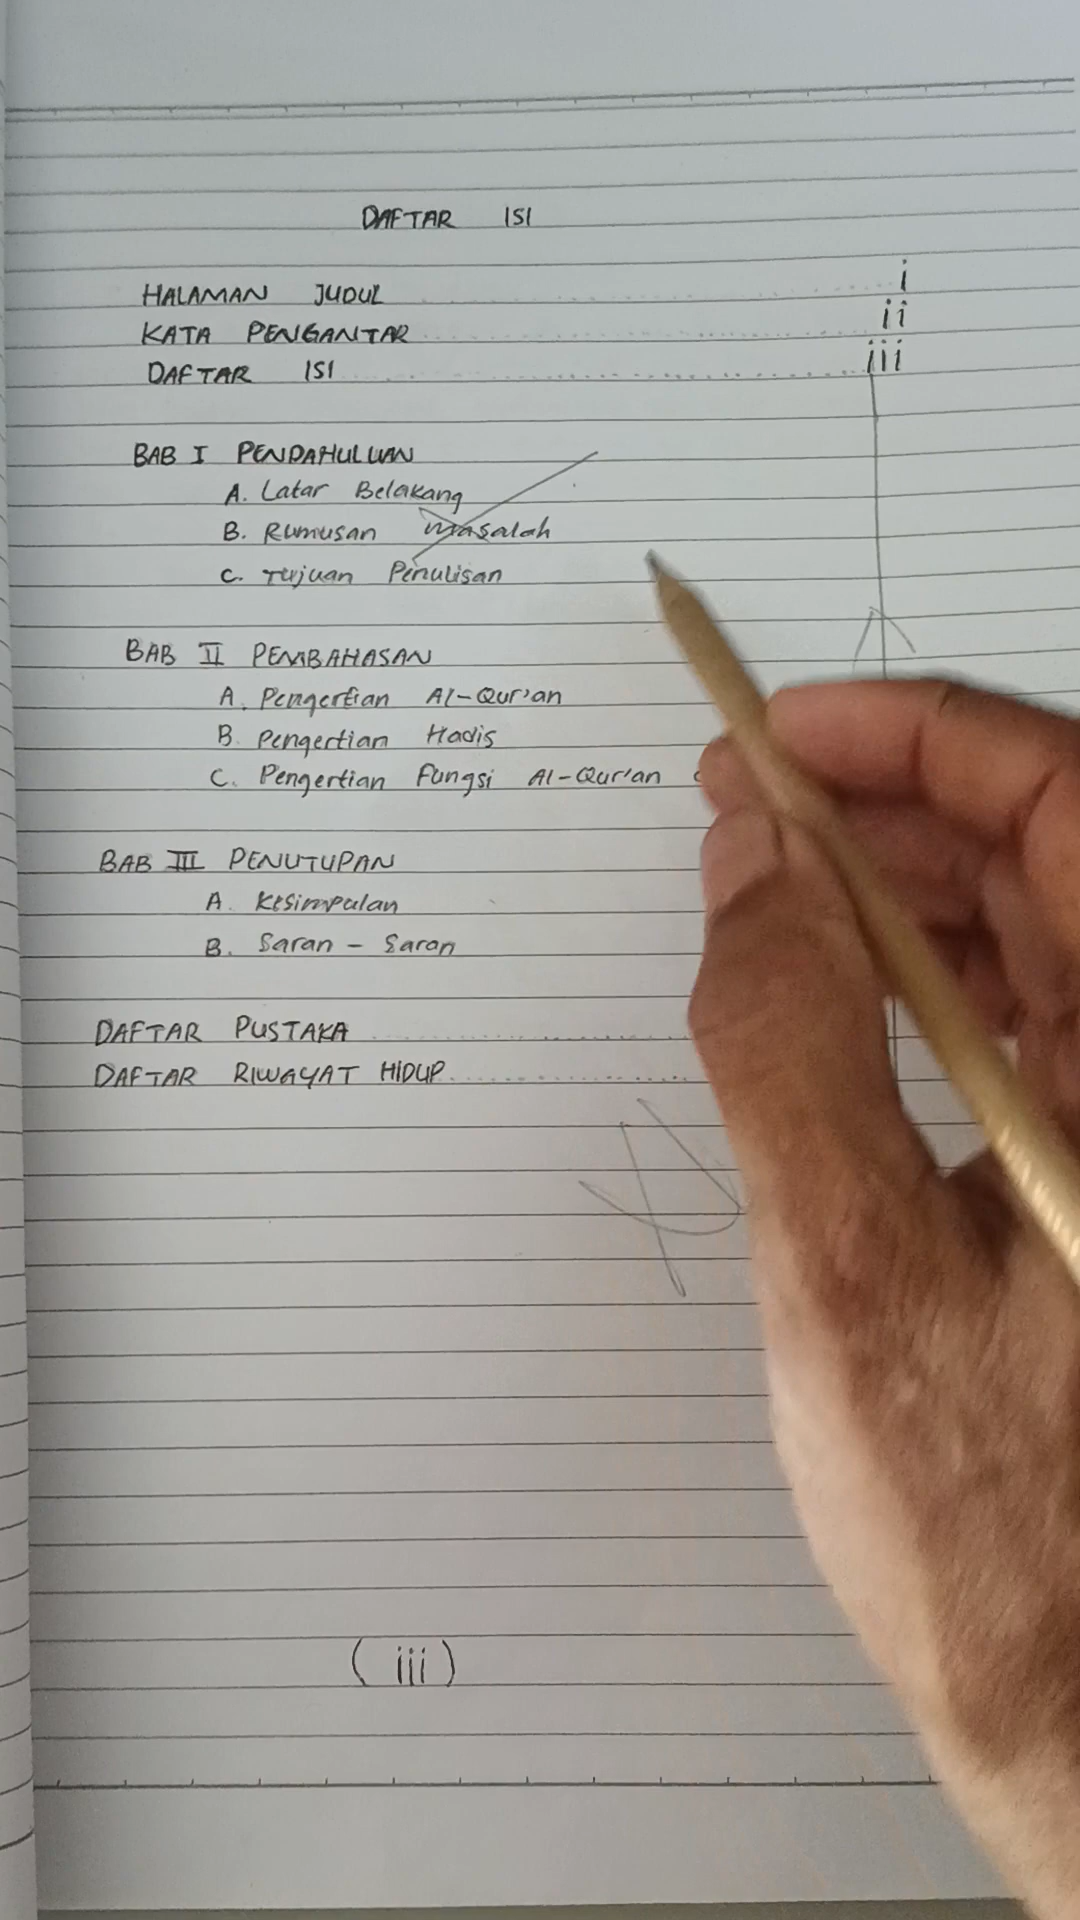 DAFTAR ISI
HALAMAN JUDUL ........ i
KATA PENGANTAR ........ ii
DAFTAR ISI ........ iii
BAB I PENDAHULUAN
A. Latar Belakang
B. Rumusan Masalah
C. Tujuan Penulisan
BAB II PEMBAHASAN
A. Pengertian Al-Qur'an
B. Pengertian Hadis
C. Pengertian Fungsi Al-Qur'an
BAB III PENUTUPAN
A. Kesimpulan
B. Saran - Saran
DAFTAR PUSTAKA ........
DAFTAR RIWAYAT HIDUP ........
( iii )